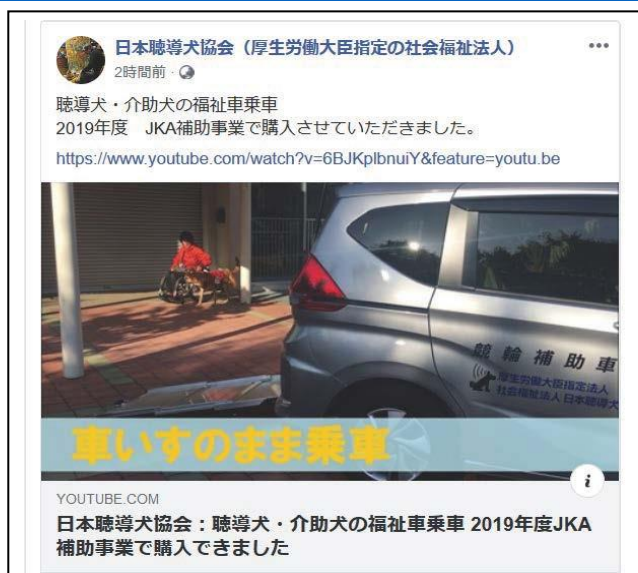 日本聴導犬協会（厚生労働大臣指定の社会福祉法人）
2時間前
聴導犬・介助犬の福祉車乗車
2019年度　JKA補助事業で購入させていただきました。
https://www.youtube.com/watch?v=6BJKplbnuiY&feature=youtu.be
競輪補助車
厚生労働大臣指定法人
社会福祉法人 日本聴導犬
車いすのまま乗車
i
YOUTUBE.COM
日本聴導犬協会：聴導犬・介助犬の福祉車乗車 2019年度JKA
補助事業で購入できました